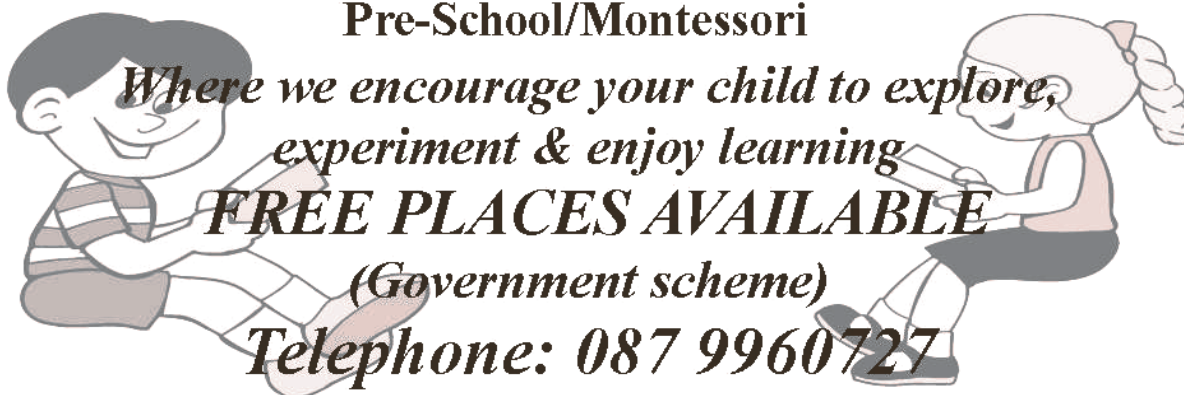 Pre-School/Montessori
Where we encourage your child to explore,
experiment & enjoy learning
FREE PLACES AVAILABLE
(Government scheme)
Telephone: 087 9960727